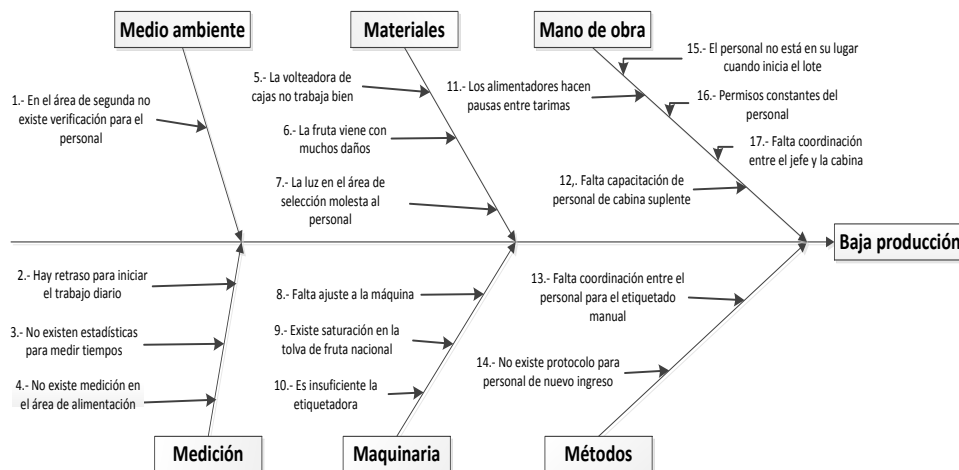 Medio ambiente
Materiales
Mano de obra
1.- En el área de segunda no
existe verificación para el
personal
5.- La volteadora de
cajas no trabaja bien
6.- La fruta viene con
muchos daños
7.- La luz en el área de
selección molesta al
personal
11.- Los alimentadores hacen
pausas entre tarimas
12,. Falta capacitación de
personal de cabina suplente
15.- El personal no está en su lugar
cuando inicia el lote
16.- Permisos constantes del
personal
17.- Falta coordinación
entre el jefe y la cabina
Baja producción
2.- Hay retraso para iniciar
el trabajo diario
3.- No existen estadísticas
para medir tiempos
4.- No existe medición en
el área de alimentación
8.- Falta ajuste a la máquina
9.- Existe saturación en la
tolva de fruta nacional
10.- Es insuficiente la
etiquetadora
13.- Falta coordinación entre el
personal para el etiquetado
manual
14.- No existe protocolo para
personal de nuevo ingreso
Medición
Maquinaria
Métodos